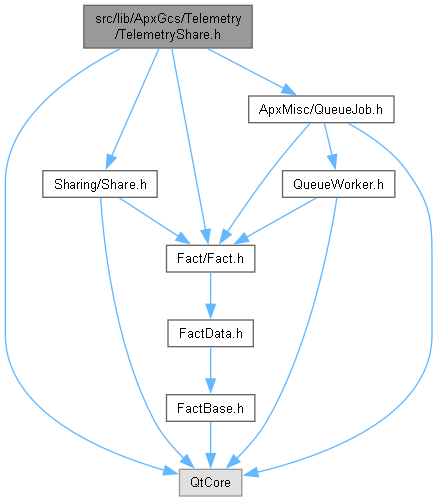 src/lib/ApxGcs/Telemetry
/TelemetryShare.h
ApxMisc/QueueJob.h
Sharing/Share.h
QueueWorker.h
Fact/Fact.h
FactData.h
FactBase.h
QtCore